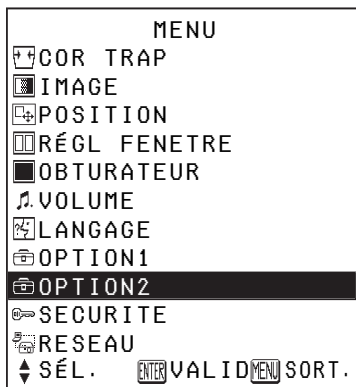 MENU
COR TRAP
IMAGE
POSITION
RÉGL FENETRE
OBTURATEUR
VOLUME
LANGAGE
OPTION1
OPTION2
SECURITE
RESEAU
SÉL. ENTER VALID MENU SORT.